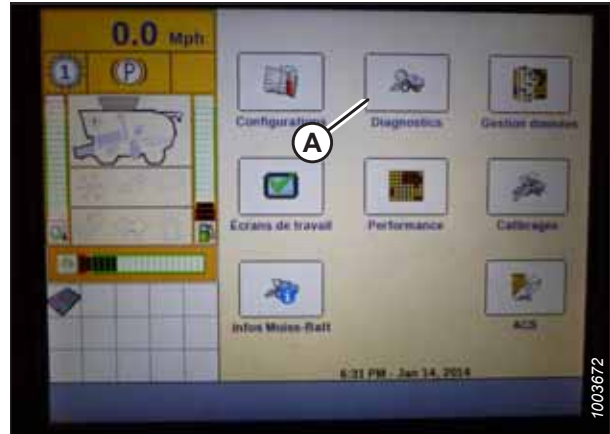 0.0 Mph
1 P
Configurations Diagnostics Gestion données
A
Ecrans de travail Performance Calibrages
Infos Moiss-Batt ACS
6:31 PM - Jan 14, 2014
1003672